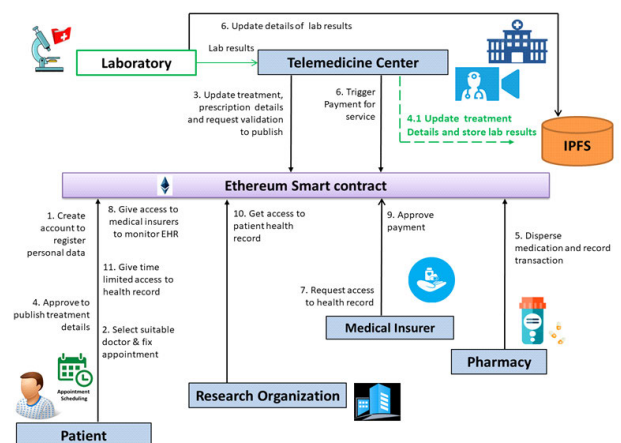 6. Update details of lab results
Laboratory
Lab results
Telemedicine Center
3. Update treatment,
prescription details
and request validation
to publish
6. Trigger
Payment for
service
4.1 Update treatment
Details and store lab results
IPFS
Ethereum Smart contract
1. Create
account to
register
personal data
8. Give access to
medical insurers
to monitor EHR
10. Get access to
patient health
record
9. Approve
payment
5. Disperse
medication and record
transaction
11. Give time
limited access to
health record
7. Request access
to health record
4. Approve to
publish treatment
details
2. Select suitable
doctor & fix
appointment
Medical Insurer
Pharmacy
Appointment
Scheduling
Research Organization
Patient